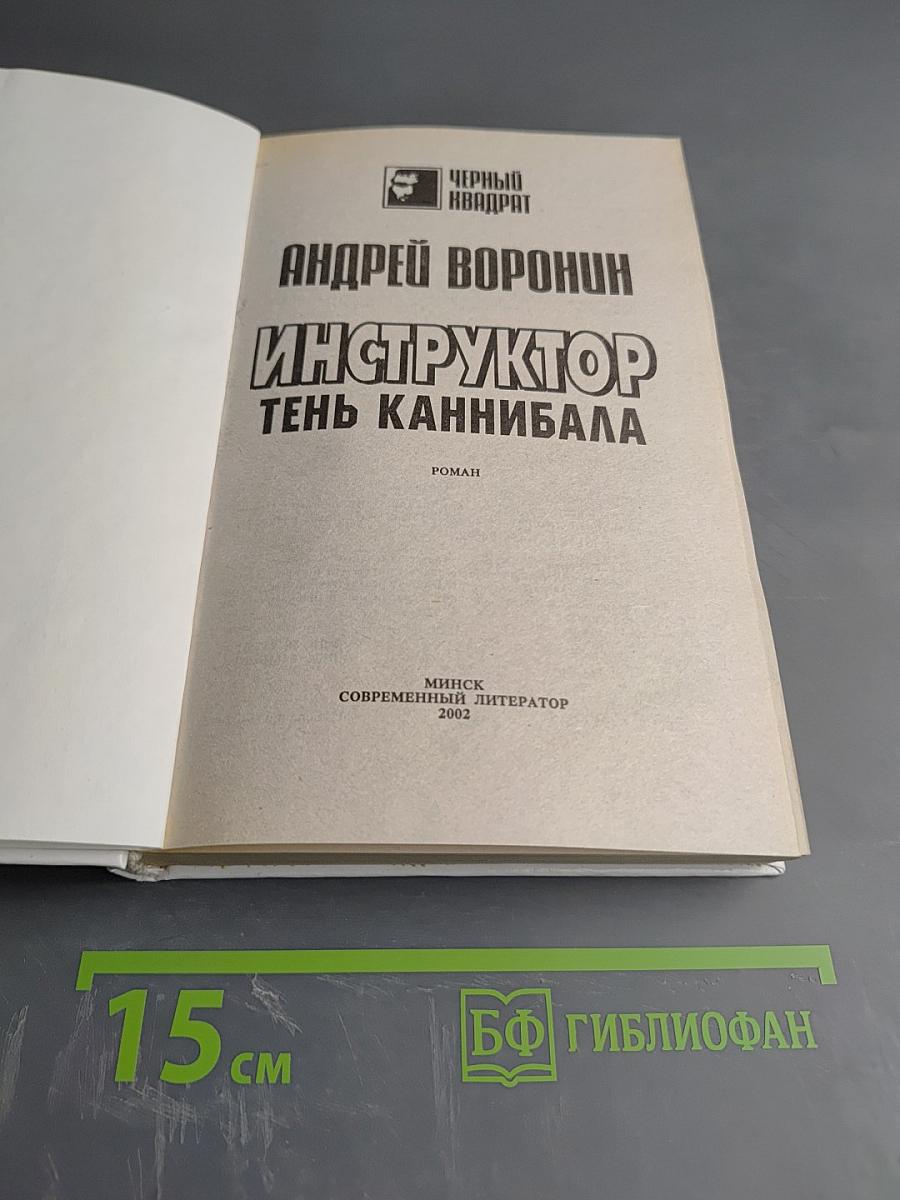 ЧЕРНЫЙ
КВАДРАТ
АНДРЕЙ ВОРОНИН
ИНСТРУКТОР
ТЕНЬ КАННИБАЛА
РОМАН
МИНСК
СОВРЕМЕННЫЙ ЛИТЕРАТОР
2002
15 см
БФ ГИБЛИОФАН